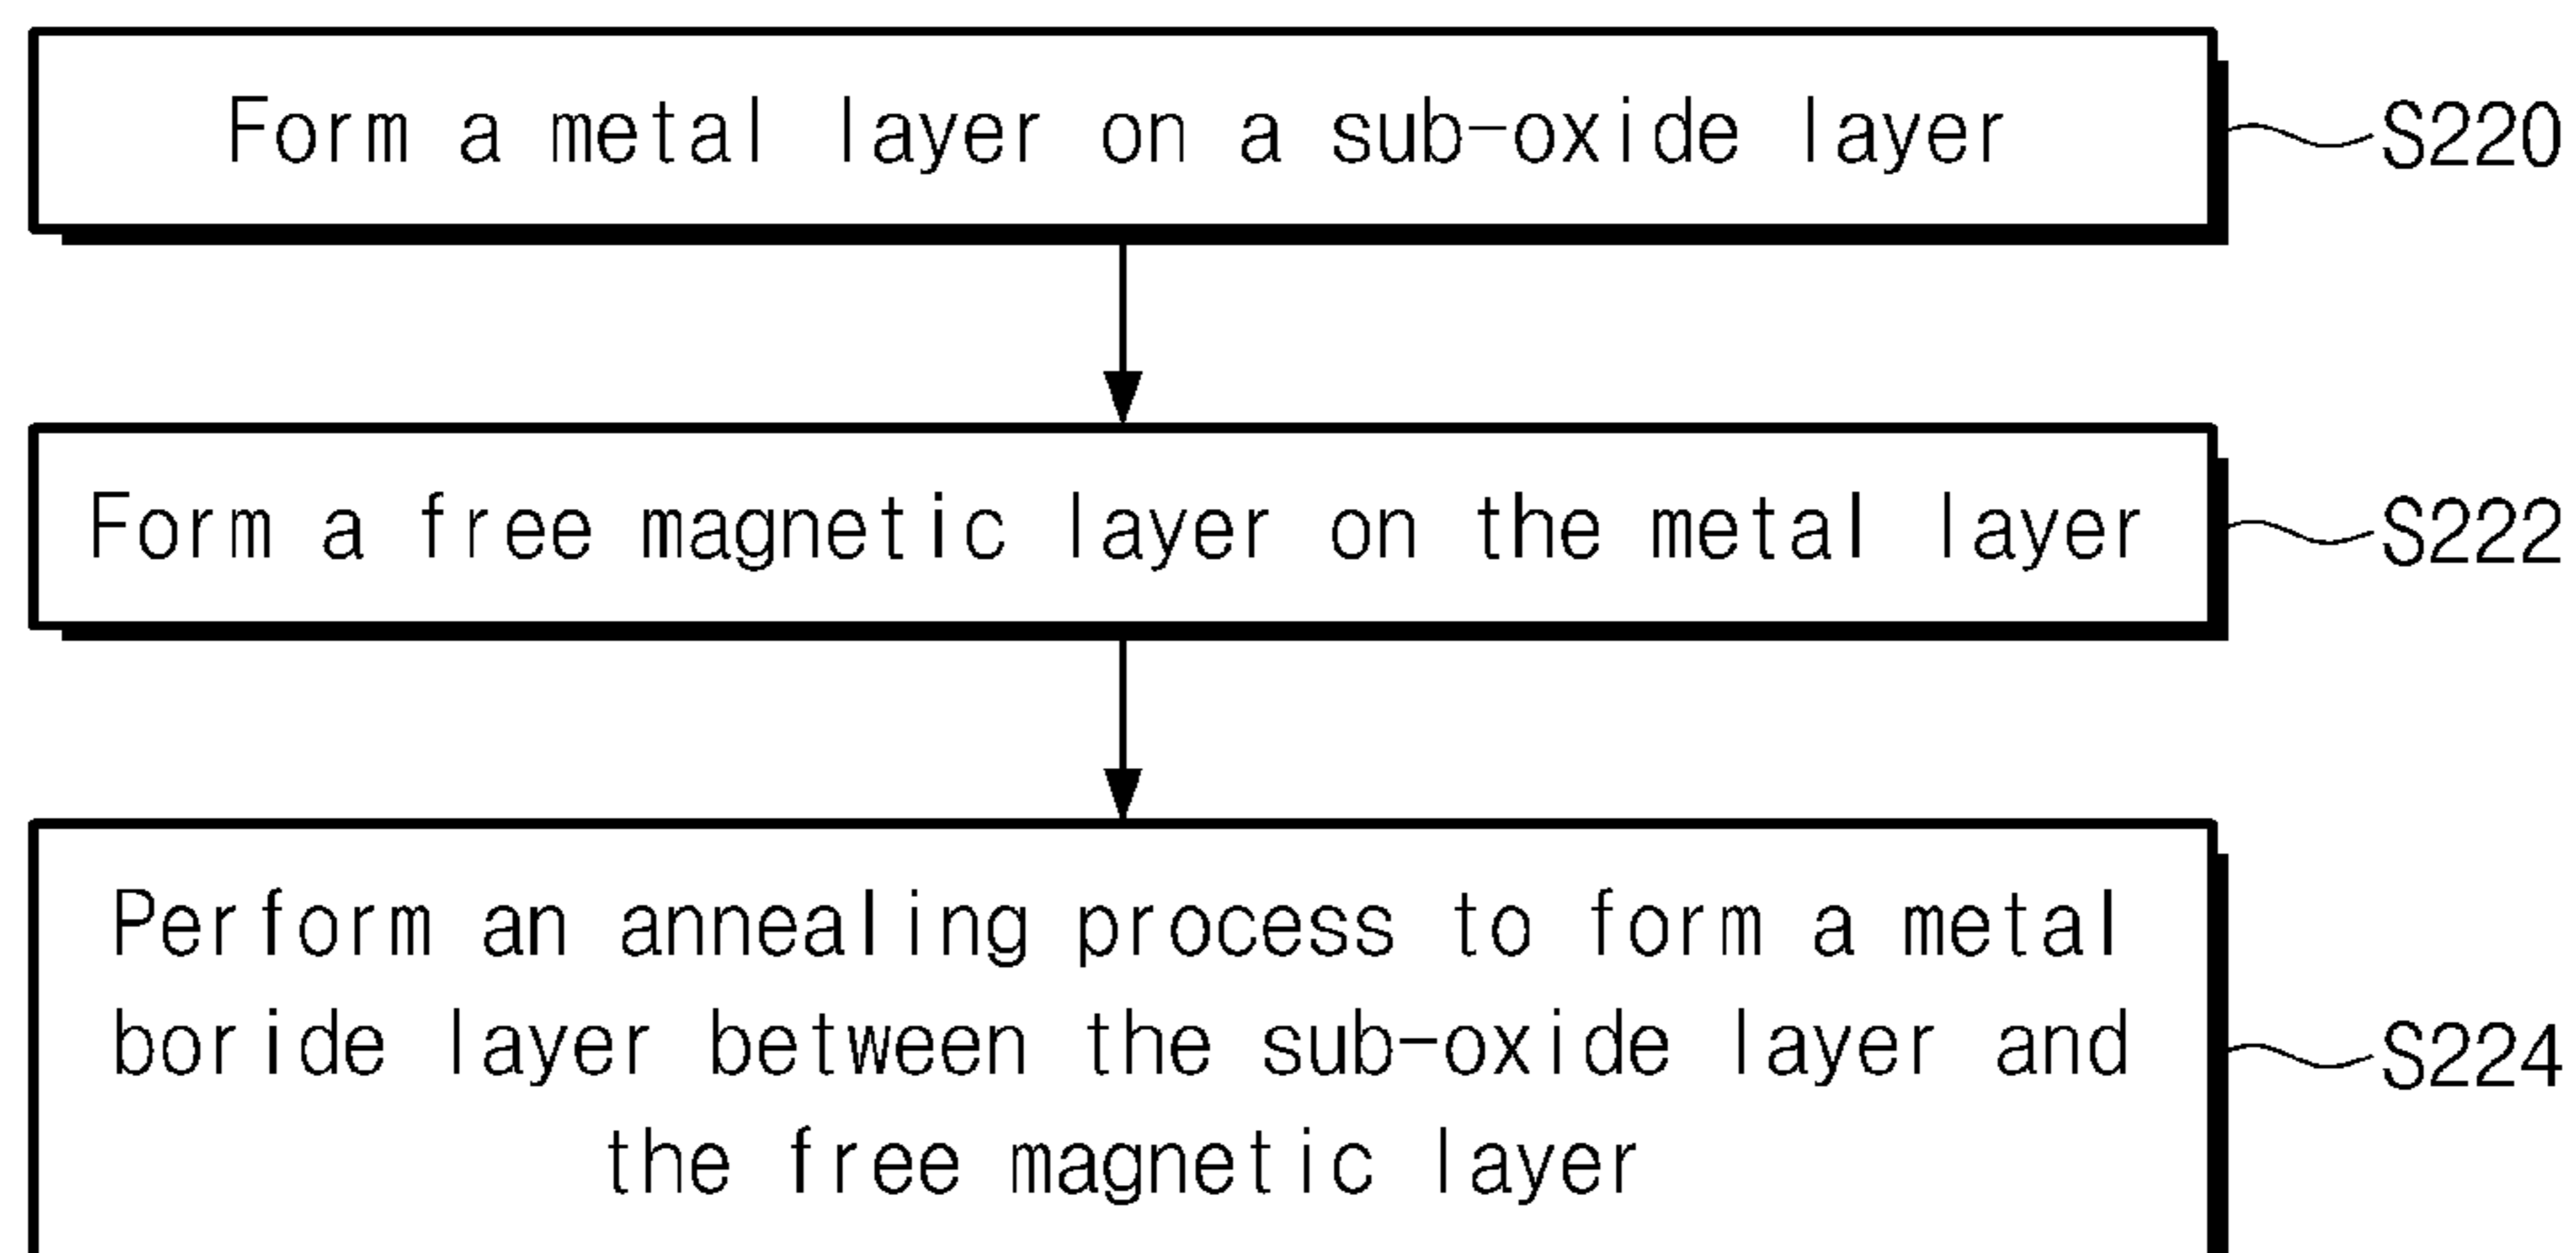 Form a metal layer on a sub-oxide layer
S220
Form a free magnetic layer on the metal layer
S222
Perform an annealing process to form a metal
boride layer between the sub-oxide layer and
the free magnetic layer
S224